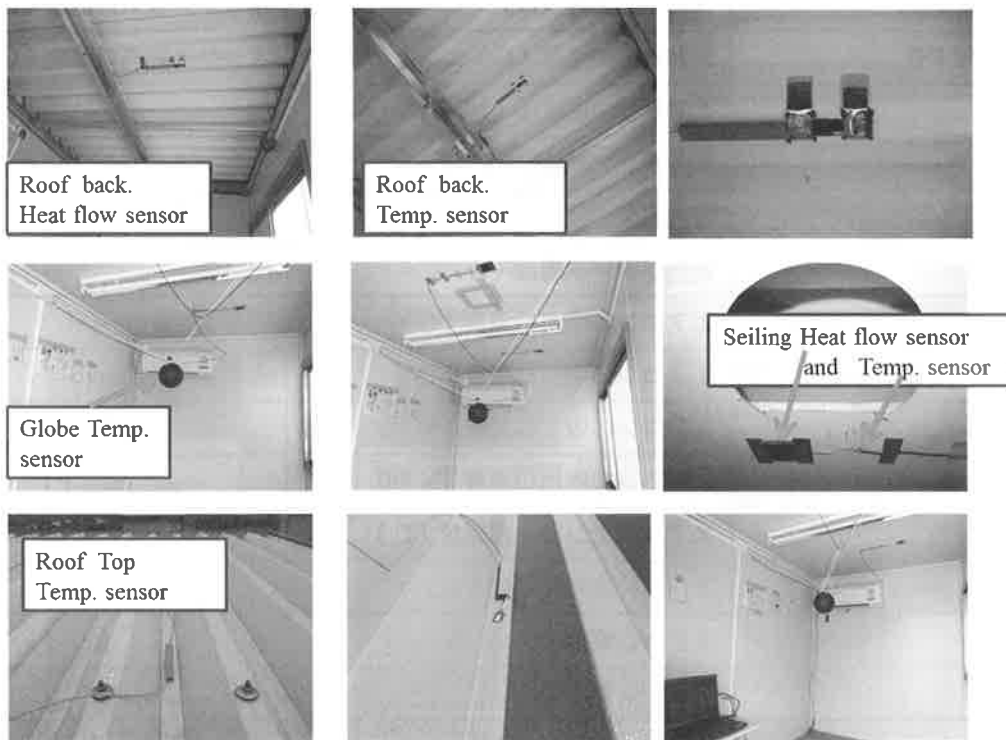 Roof back.
Heat flow sensor
Roof back.
Temp. sensor
Globe Temp.
sensor
Seiling Heat flow sensor
and Temp. sensor
Roof Top
Temp. sensor